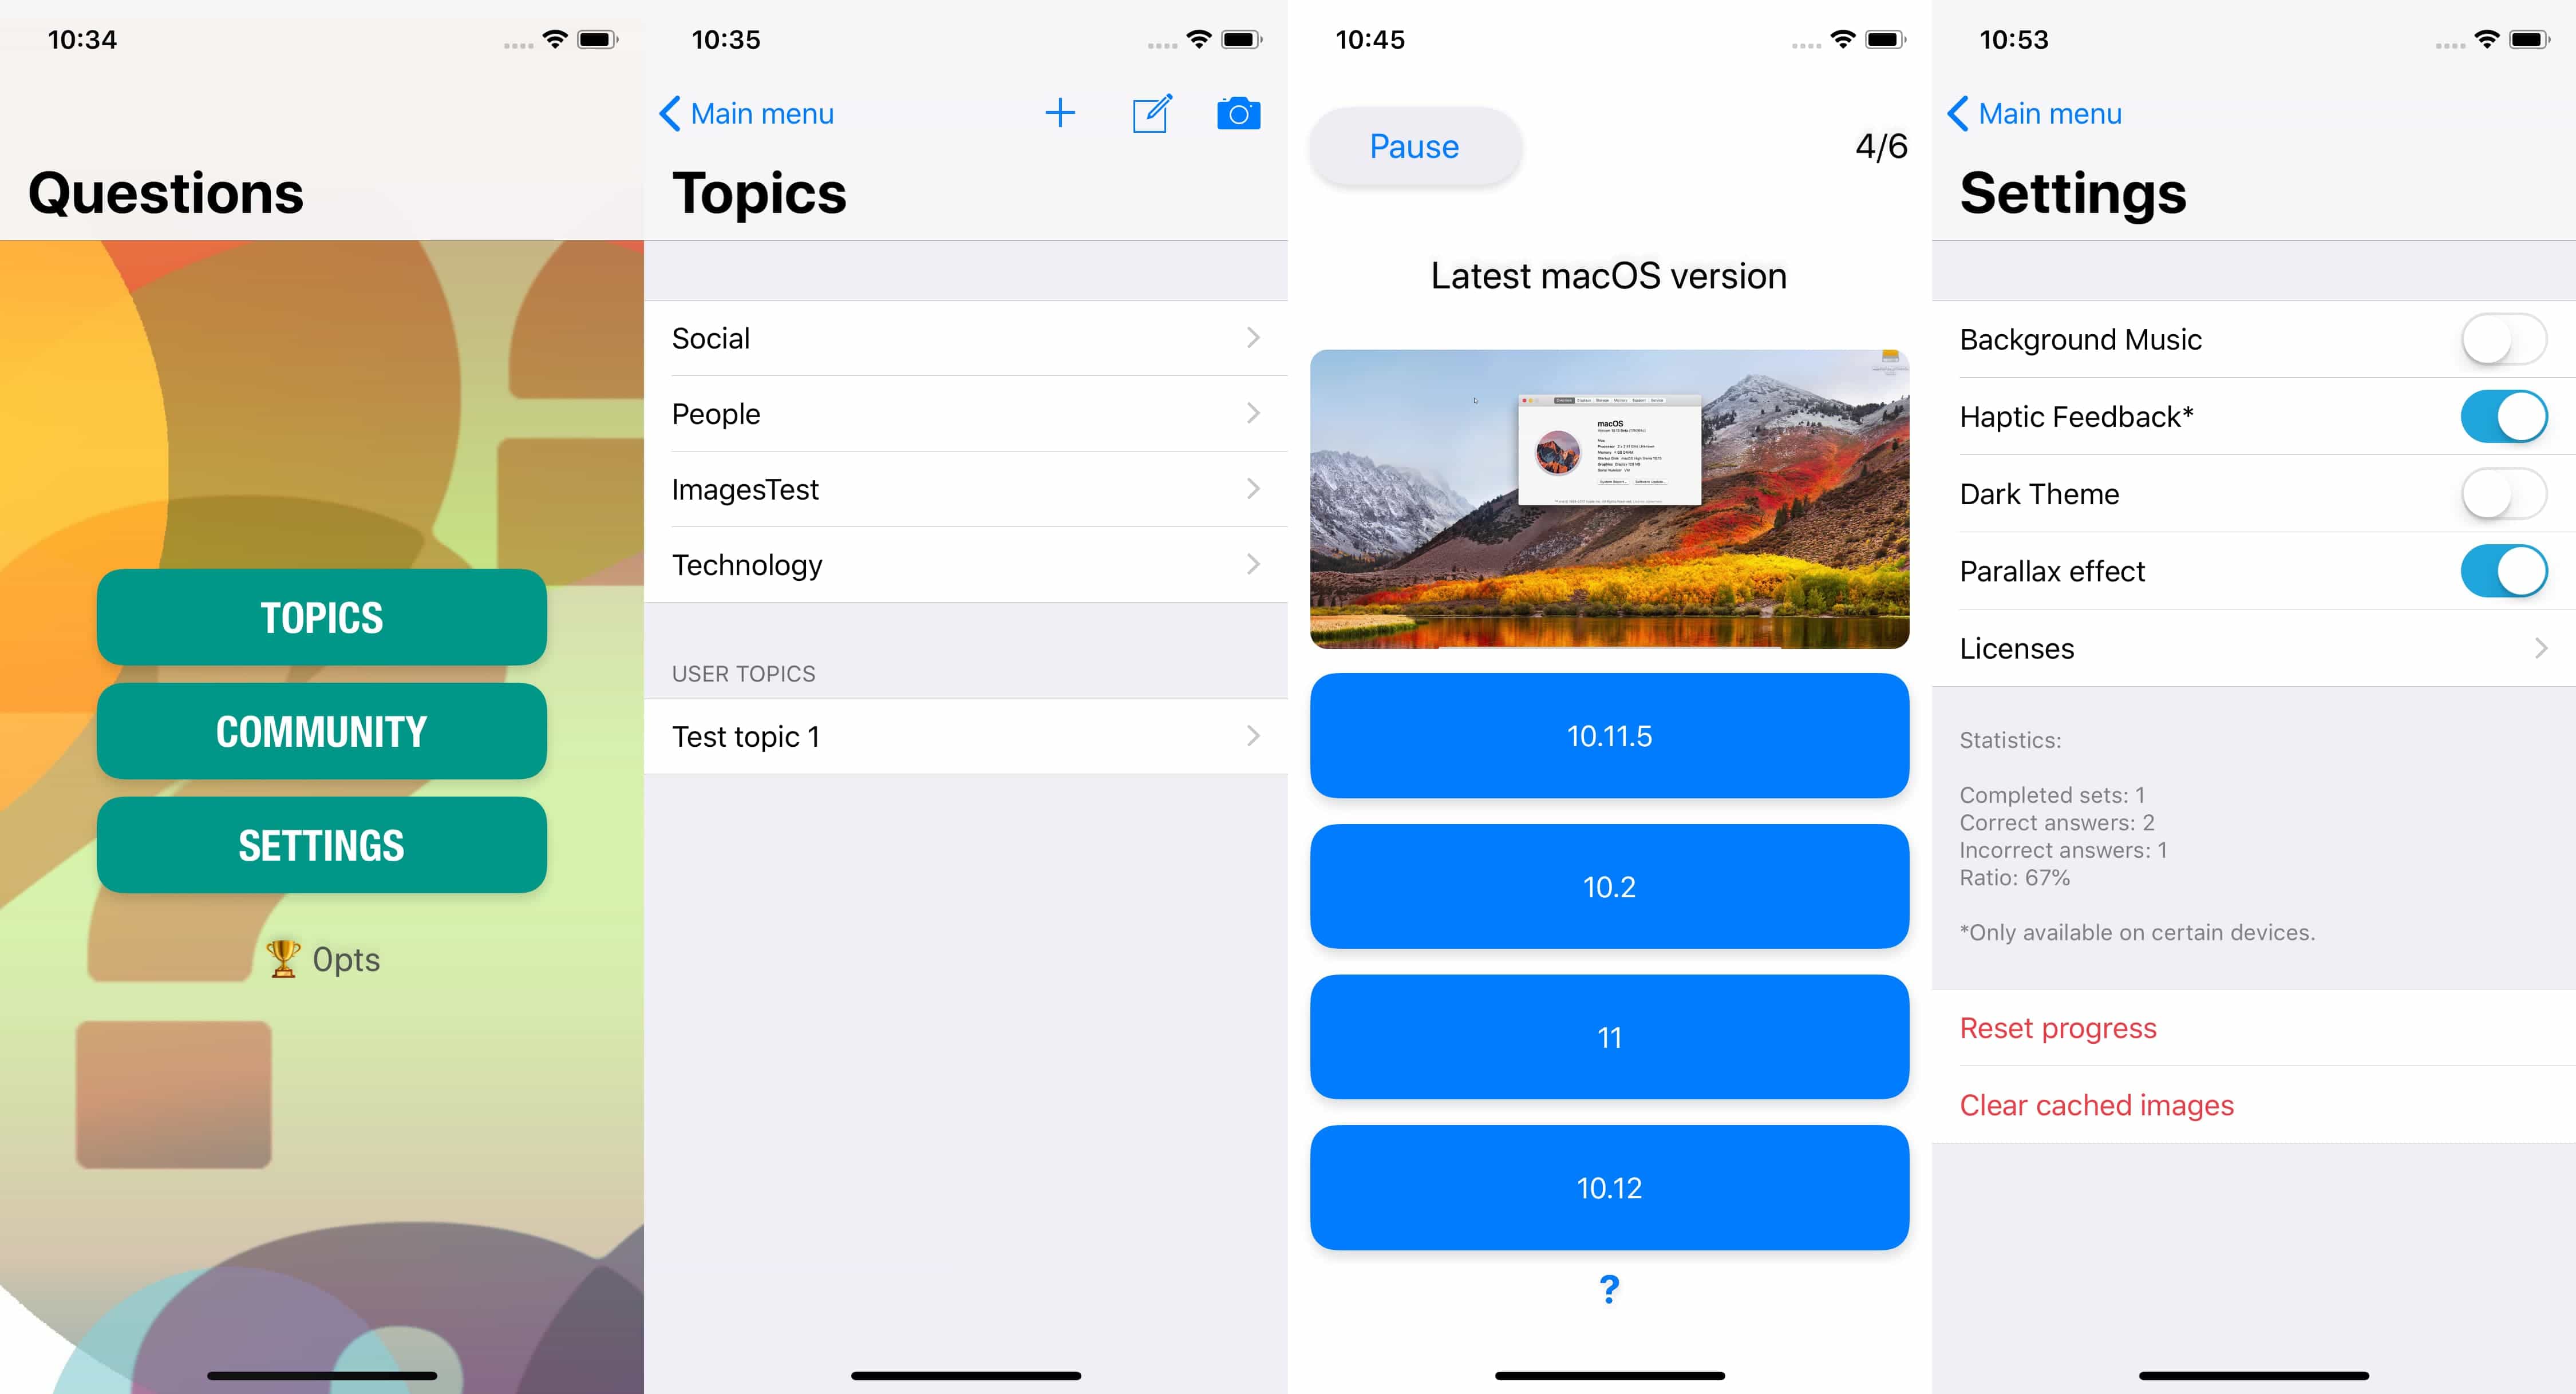 10:34
Questions
TOPICS
COMMUNITY
SETTINGS
🏆 0pts
10:35
Main menu
Topics
Social
People
ImagesTest
Technology
USER TOPICS
Test topic 1
10:45
Pause
4/6
Latest macOS version
macOS
10.11.5
10.2
11
10.12
?
10:53
Main menu
Settings
Background Music
Haptic Feedback*
Dark Theme
Parallax effect
Licenses
Statistics:
Completed sets: 1
Correct answers: 2
Incorrect answers: 1
Ratio: 67%
*Only available on certain devices.
Reset progress
Clear cached images